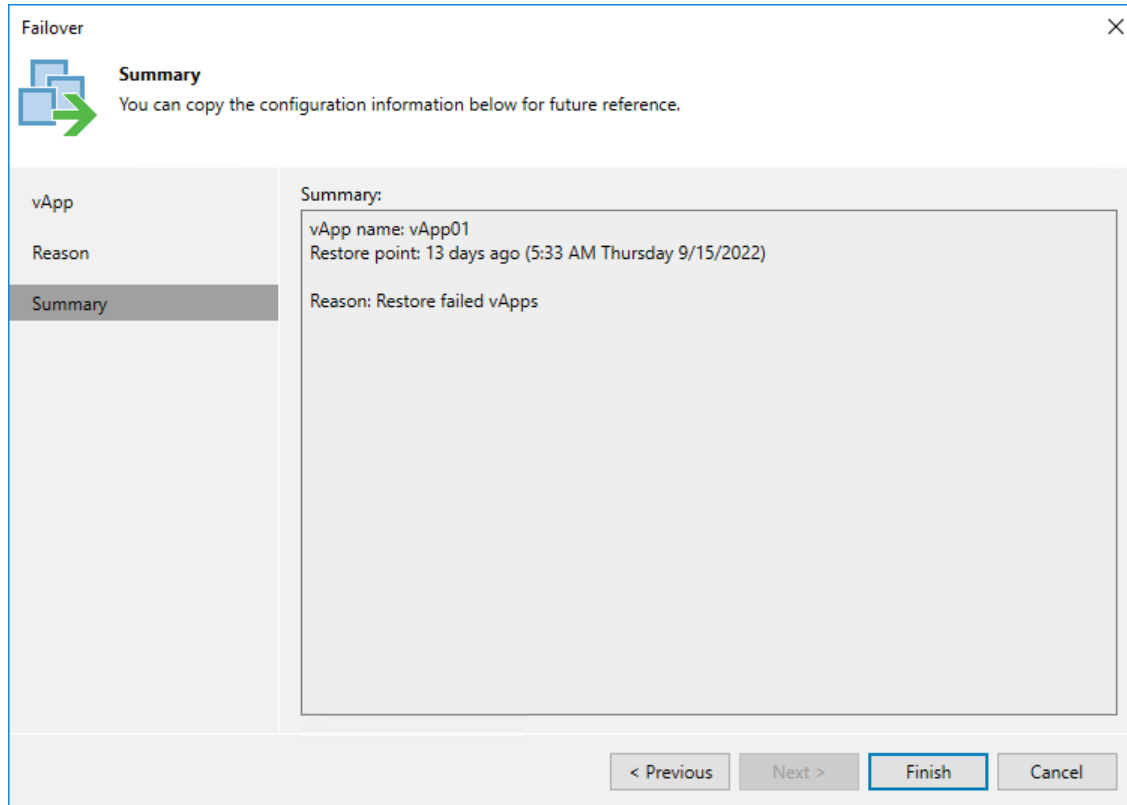 Failover
Summary
You can copy the configuration information below for future reference.
vApp
Reason
Summary
Summary:
vApp name: vApp01
Restore point: 13 days ago (5:33 AM Thursday 9/15/2022)
Reason: Restore failed vApps
< Previous
Next >
Finish
Cancel